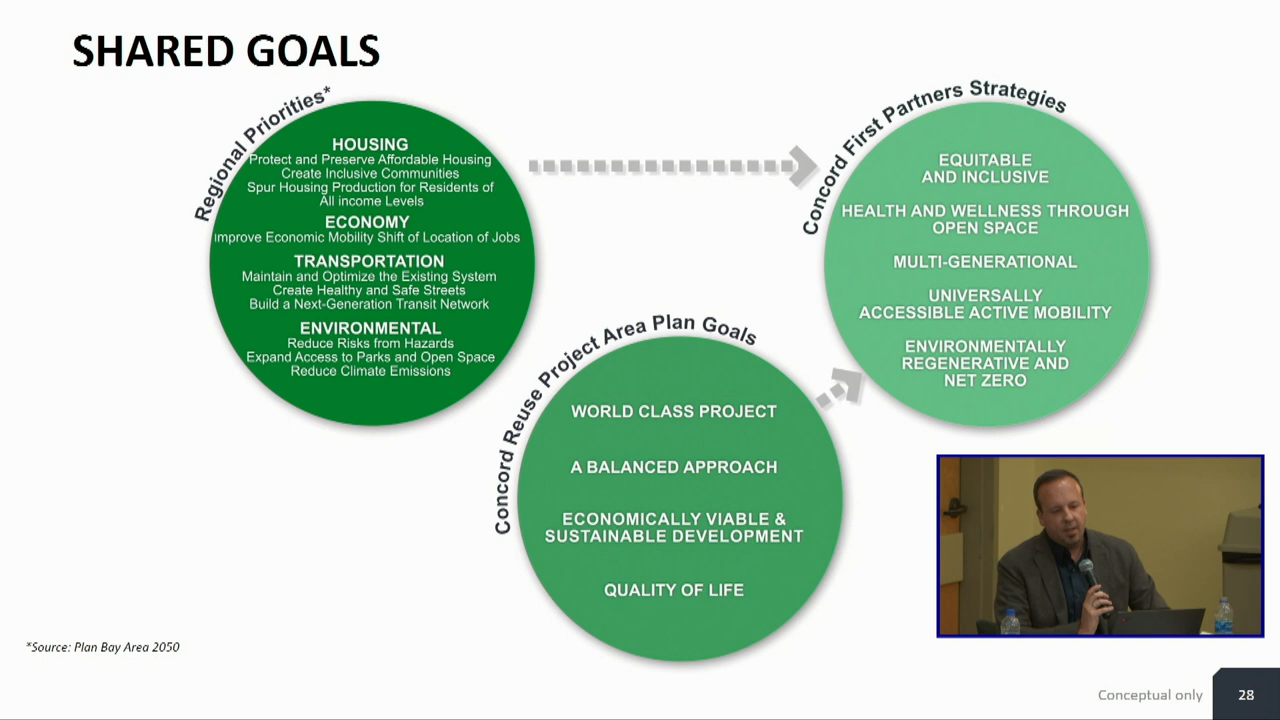 SHARED GOALS
Regional Priorities*
HOUSING
Protect and Preserve Affordable Housing
Create Inclusive Communities
Spur Housing Production for Residents of
All income Levels
ECONOMY
Improve Economic Mobility Shift of Location of Jobs
TRANSPORTATION
Maintain and Optimize the Existing System
Create Healthy and Safe Streets
Build a Next-Generation Transit Network
ENVIRONMENTAL
Reduce Risks from Hazards
Expand Access to Parks and Open Space
Reduce Climate Emissions
Concord Reuse Project Area Plan Goals
WORLD CLASS PROJECT
A BALANCED APPROACH
ECONOMICALLY VIABLE &
SUSTAINABLE DEVELOPMENT
QUALITY OF LIFE
Concord First Partners Strategies
EQUITABLE
AND INCLUSIVE
HEALTH AND WELLNESS THROUGH
OPEN SPACE
MULTI-GENERATIONAL
UNIVERSALLY
ACCESSIBLE ACTIVE MOBILITY
ENVIRONMENTALLY
REGENERATIVE AND
NET ZERO
*Source: Plan Bay Area 2050
Conceptual only
28